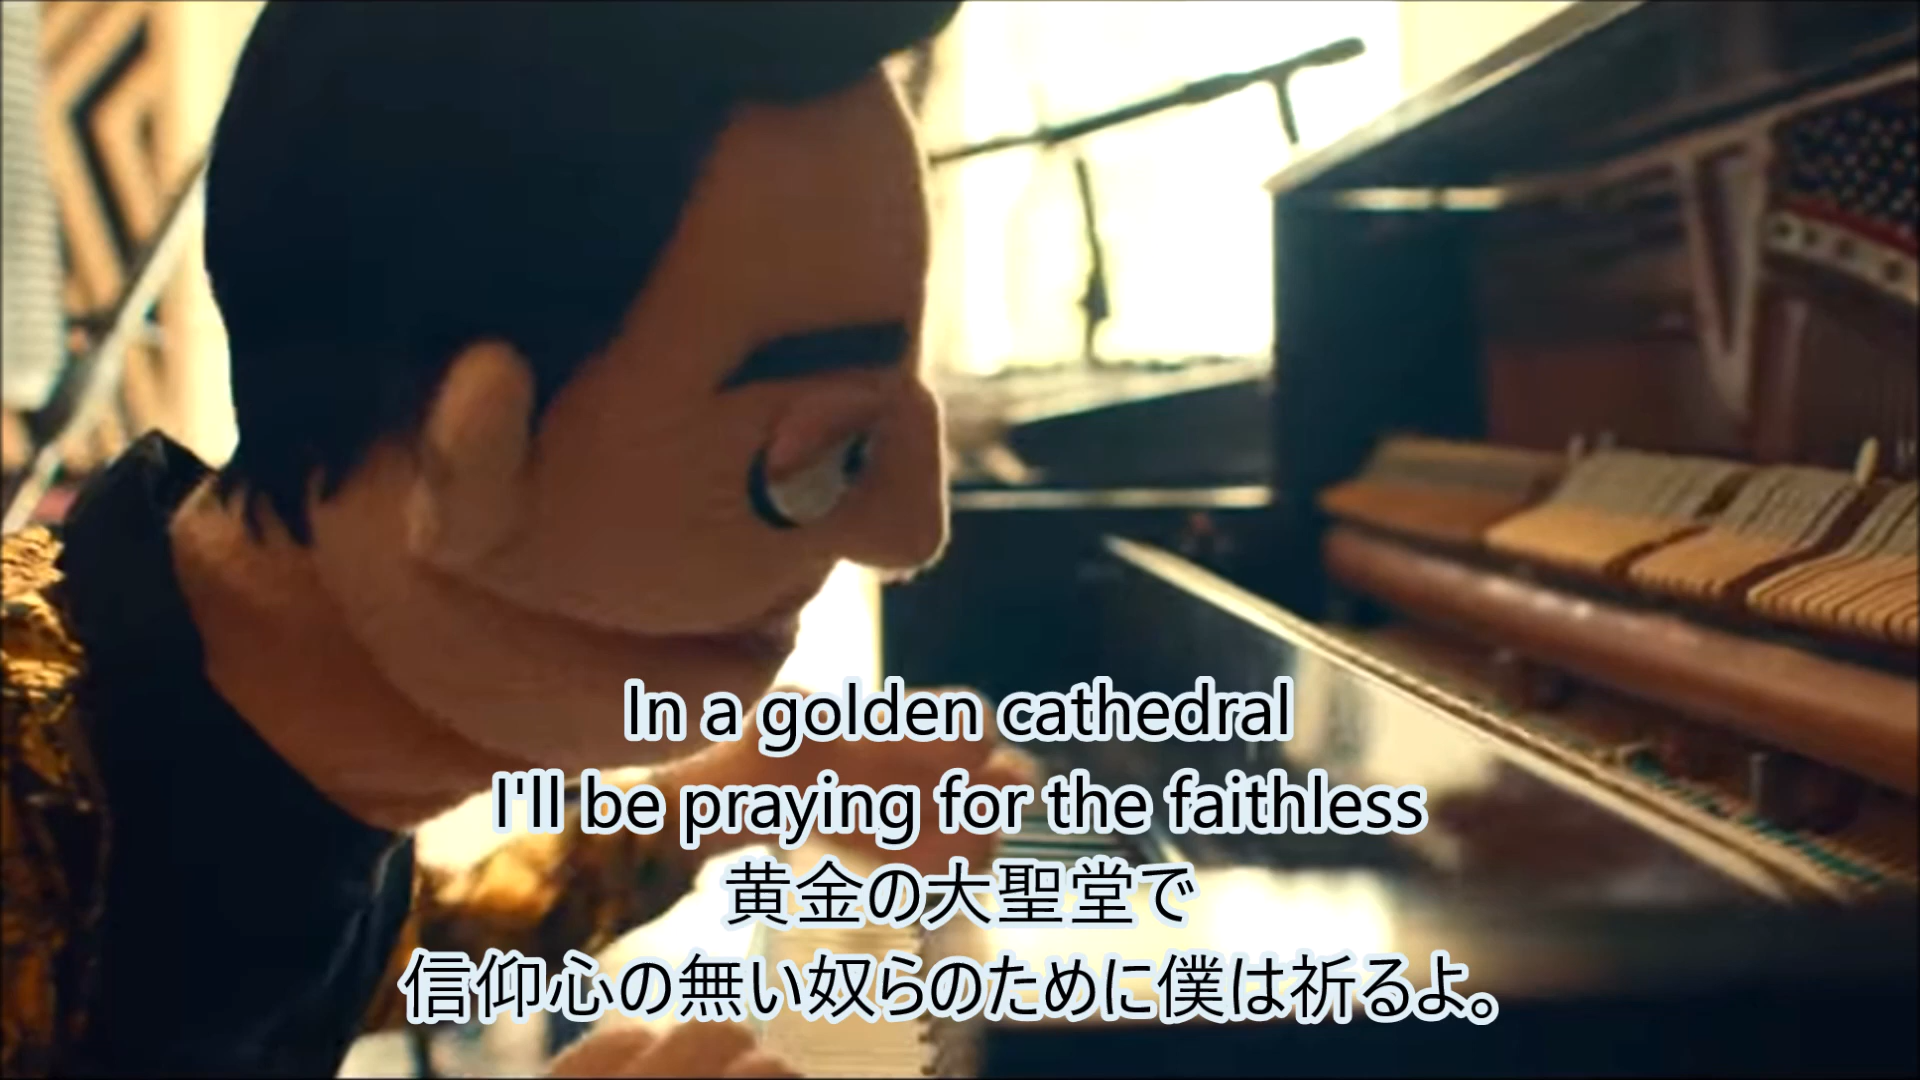 In a golden cathedral
I'll be praying for the faithless
黄金の大聖堂で
信仰心の無い奴らのために僕は祈るよ。